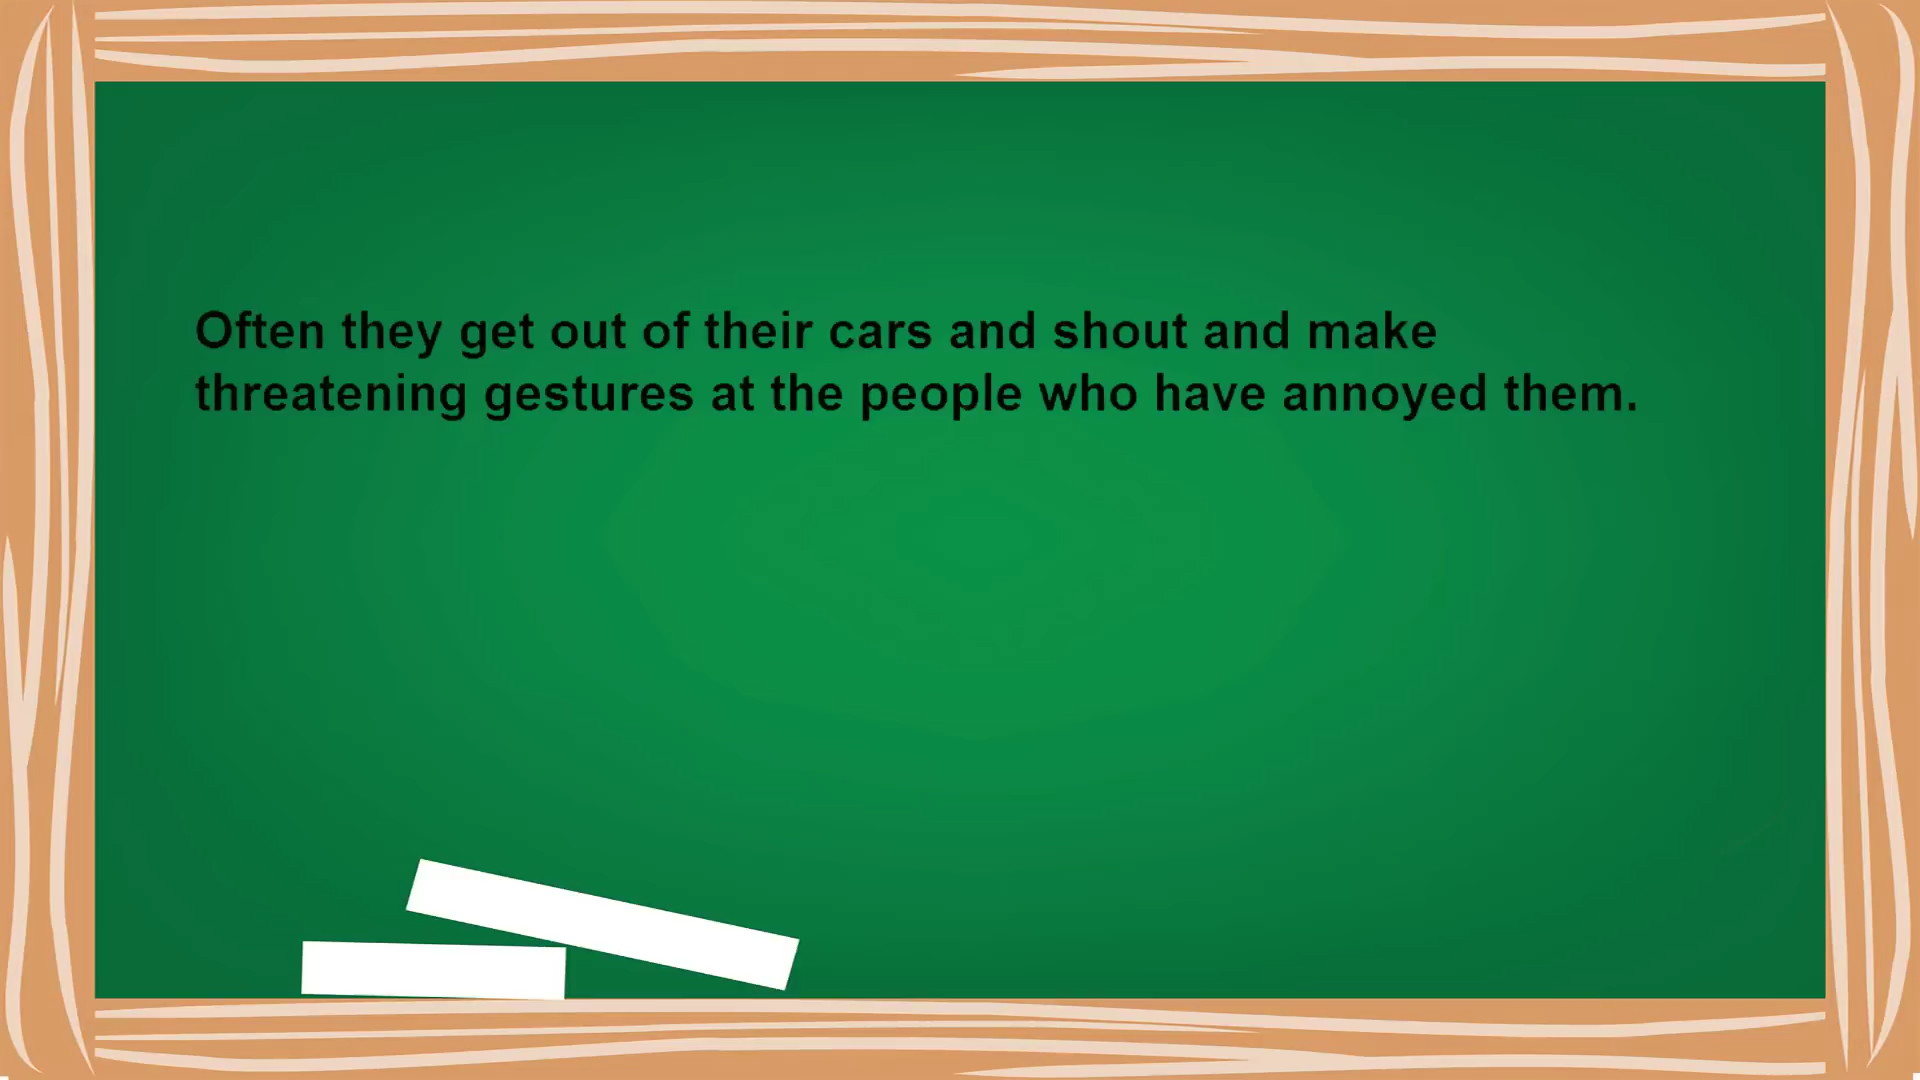 Often they get out of their cars and shout and make
threatening gestures at the people who have annoyed them.